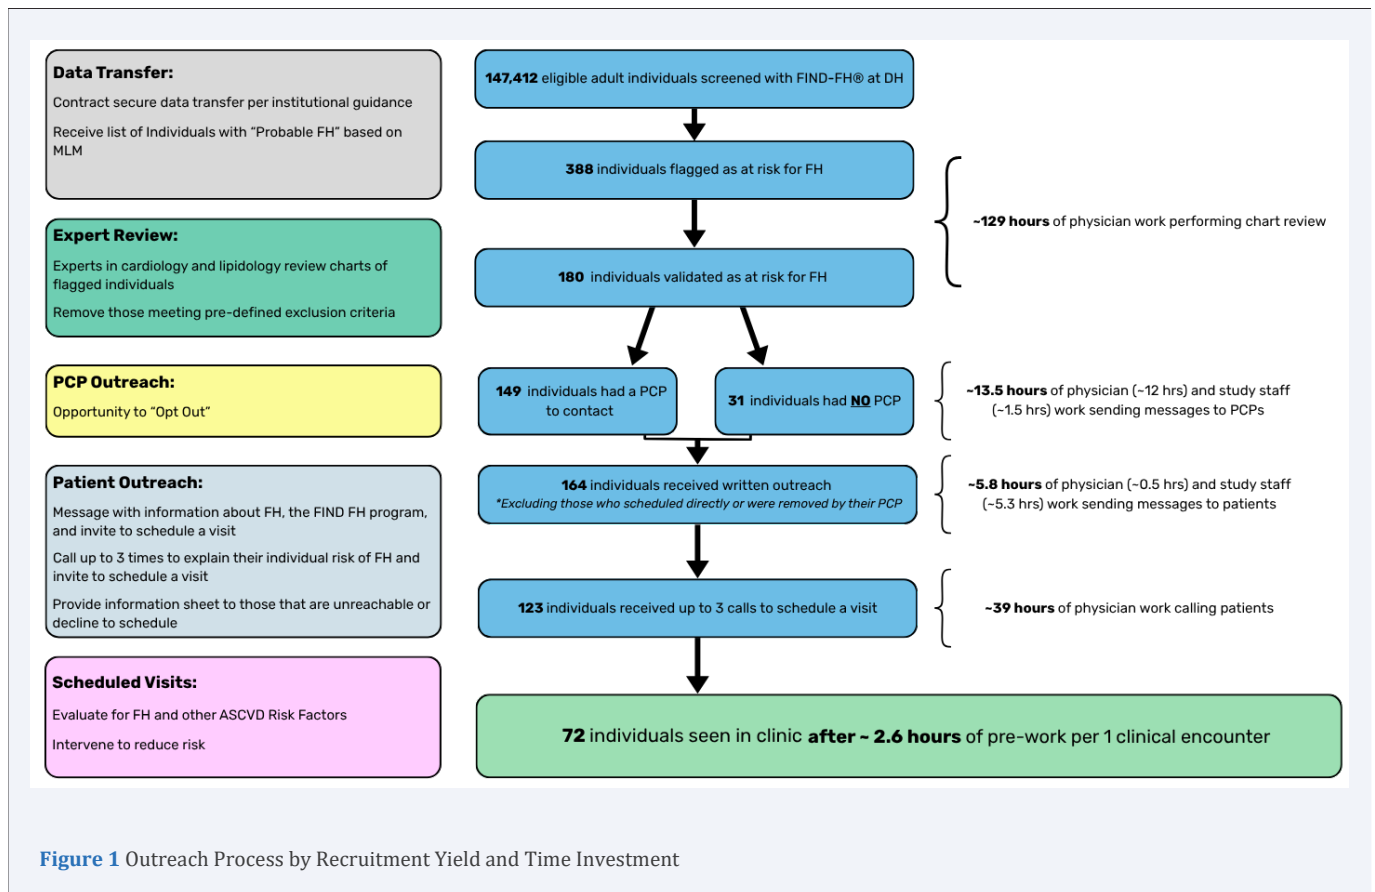 Data Transfer:
Contract secure data transfer per institutional guidance
Receive list of Individuals with “Probable FH” based on
MLM
Expert Review:
Experts in cardiology and lipidology review charts of
flagged individuals
Remove those meeting pre-defined exclusion criteria
PCP Outreach:
Opportunity to “Opt Out”
Patient Outreach:
Message with information about FH, the FIND FH program,
and invite to schedule a visit
Call up to 3 times to explain their individual risk of FH and
invite to schedule a visit
Provide information sheet to those that are unreachable or
decline to schedule
Scheduled Visits:
Evaluate for FH and other ASCVD Risk Factors
Intervene to reduce risk
147,412 eligible adult individuals screened with FIND-FH® at DH
388 individuals flagged as at risk for FH
~129 hours of physician work performing chart review
180 individuals validated as at risk for FH
149 individuals had a PCP
to contact
31 individuals had NO PCP
~13.5 hours of physician (~12 hrs) and study staff
(~1.5 hrs) work sending messages to PCPs
164 individuals received written outreach
*Excluding those who scheduled directly or were removed by their PCP
~5.8 hours of physician (~0.5 hrs) and study staff
(~5.3 hrs) work sending messages to patients
123 individuals received up to 3 calls to schedule a visit
~39 hours of physician work calling patients
72 individuals seen in clinic after ~ 2.6 hours of pre-work per 1 clinical encounter
Figure 1 Outreach Process by Recruitment Yield and Time Investment